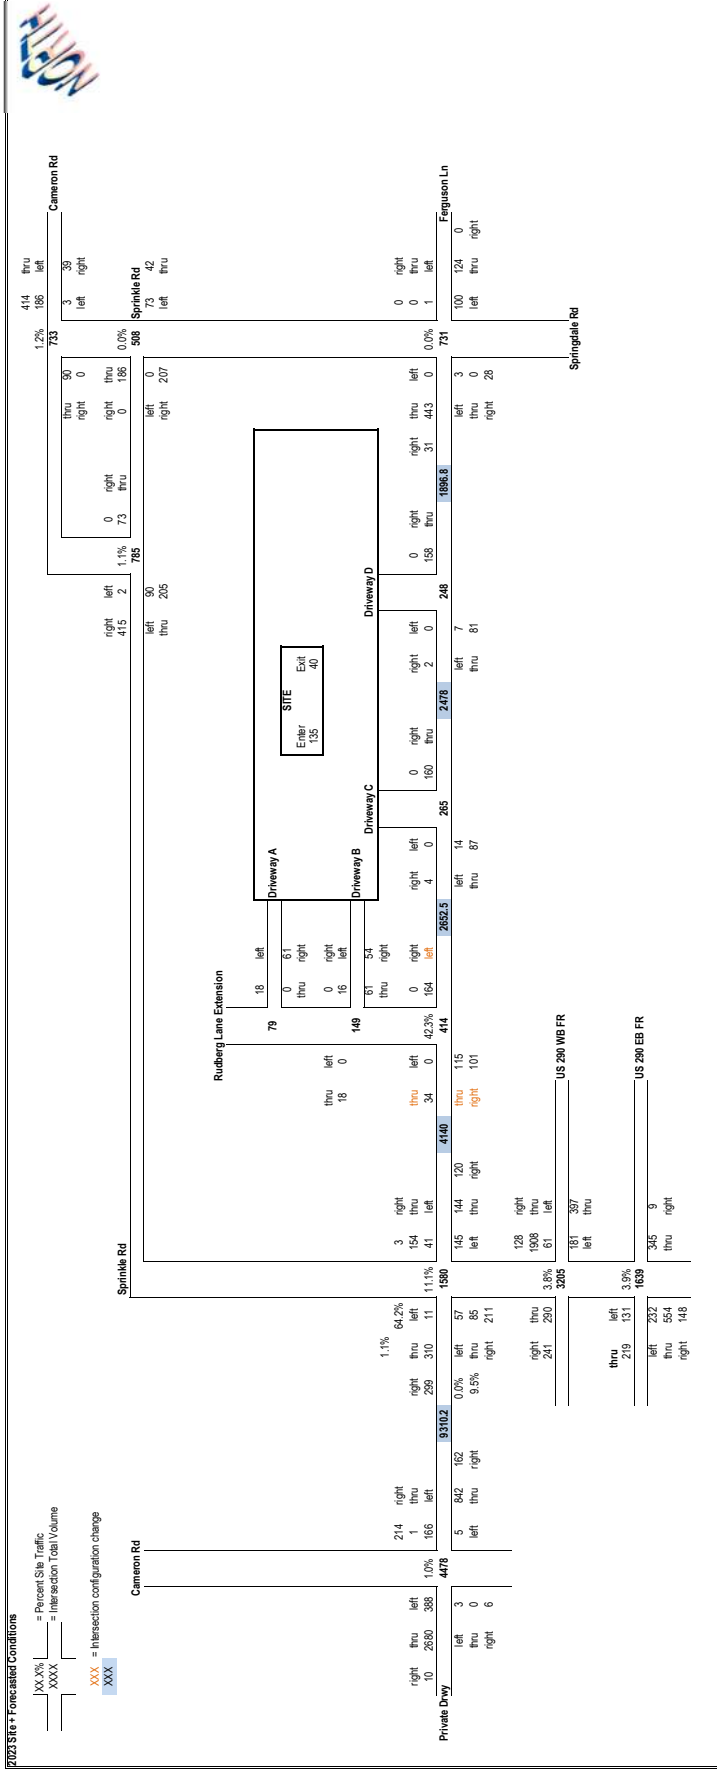 NORTH
2023 Site + Forecasted Conditions
414 thru
XX.X% = Percent Site Traffic 1.2% 186 left
XXXX = Intersection Total Volume 733 Cameron Rd
thru 90 3 39
right 0 left right
XXX = Intersection configuration change
XXX right left 0 right right thru
415 2 1.1% 73 thru 0 186 0.0%
Cameron Rd Sprinkle Rd 785 508 Sprinkle Rd
left 90 left 0 73 42
thru 205 right 207 left thru
Rudberg Lane Extension
18 left
79 Driveway A
0 61 SITE
thru right Enter Exit
135 40
thru left 0 right
18 0 16 left
149 Driveway B
61 54 Driveway C Driveway D
1.1% thru right
64.2%
214 right 3 right 0 right
right thru left 1 thru right thru left 154 thru thru left 0 right right left 0 right right left 0 right right thru left 0 thru
10 2680 388 1.0% 166 left 299 310 11 11.1% 41 left 34 0 42.3% 164 left 4 0 160 thru 2 0 158 thru 31 443 0 0.0% 1 left
Private Drwy 4478 9310.2 1580 4140 414 2652.5 265 2478 248 1896.8 731 Ferguson Ln
left 3 5 842 162 0.0% left 57 145 144 120 thru 115 left 14 left 7 left 3 100 124 0
thru 0 left thru right 9.5% thru 85 left thru right right 101 thru 87 thru 81 thru 0 left thru right
right 6 right 211 right 28
128 right
right thru 1908 thru
241 290 3.8% 61 left
3205 US 290 WB FR
181 397 Springdale Rd
left thru
thru left
219 131 3.9%
1639 US 290 EB FR
left 232 345 9
thru 554 thru right
right 148